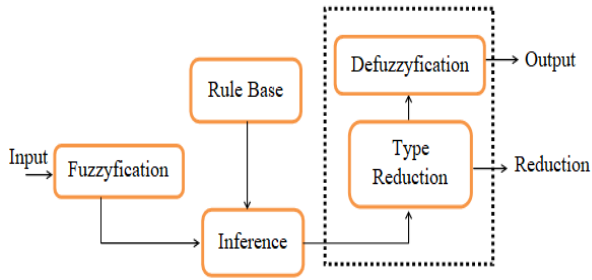 Input
Fuzzyfication
Rule Base
Inference
Defuzzyfication
Output
Type
Reduction
Reduction